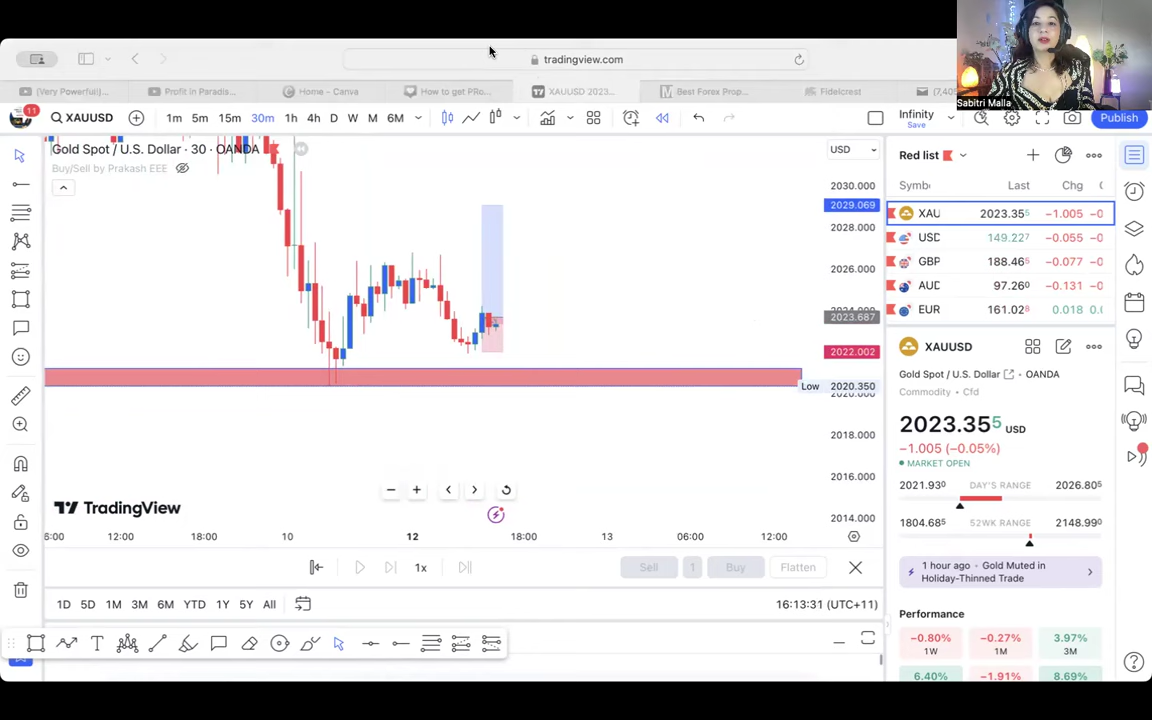 tradingview.com
(Very Powerful)...
Profit in Paradis...
Home - Canva
How to get PRo...
XAUUSD 2023...
Best Forex Prop...
Fidelcrest
(7,405
Sabitri Malla
11
XAUUSD
1m 5m 15m 30m 1h 4h D W M 6M
Infinity
Save
Publish
Gold Spot / U.S. Dollar · 30 · OANDA
Buy/Sell by Prakash EEE
USD
2030.000
2029.069
2028.000
2026.000
2023.687
2022.002
Low 2020.350
2018.000
2016.000
2014.000
TradingView
6:00 12:00 18:00 10 12 18:00 13 06:00 12:00
1x
Sell 1 Buy Flatten
1D 5D 1M 3M 6M YTD 1Y 5Y All
16:13:31 (UTC+11)
Red list
Symb Last Chg
XAU 2023.355 −1.005 −0
USD 149.227 −0.055 −0
GBP 188.465 −0.077 −0
AUD 97.260 −0.131 −0
EUR 161.028 0.018 0.0
XAUUSD
Gold Spot / U.S. Dollar · OANDA
Commodity · Cfd
2023.355 USD
−1.005 (−0.05%)
MARKET OPEN
2021.930 DAY'S RANGE 2026.805
1804.685 52WK RANGE 2148.990
1 hour ago · Gold Muted in
Holiday-Thinned Trade
Performance
−0.80% −0.27% 3.97%
1W 1M 3M
6.40% −1.91% 8.69%